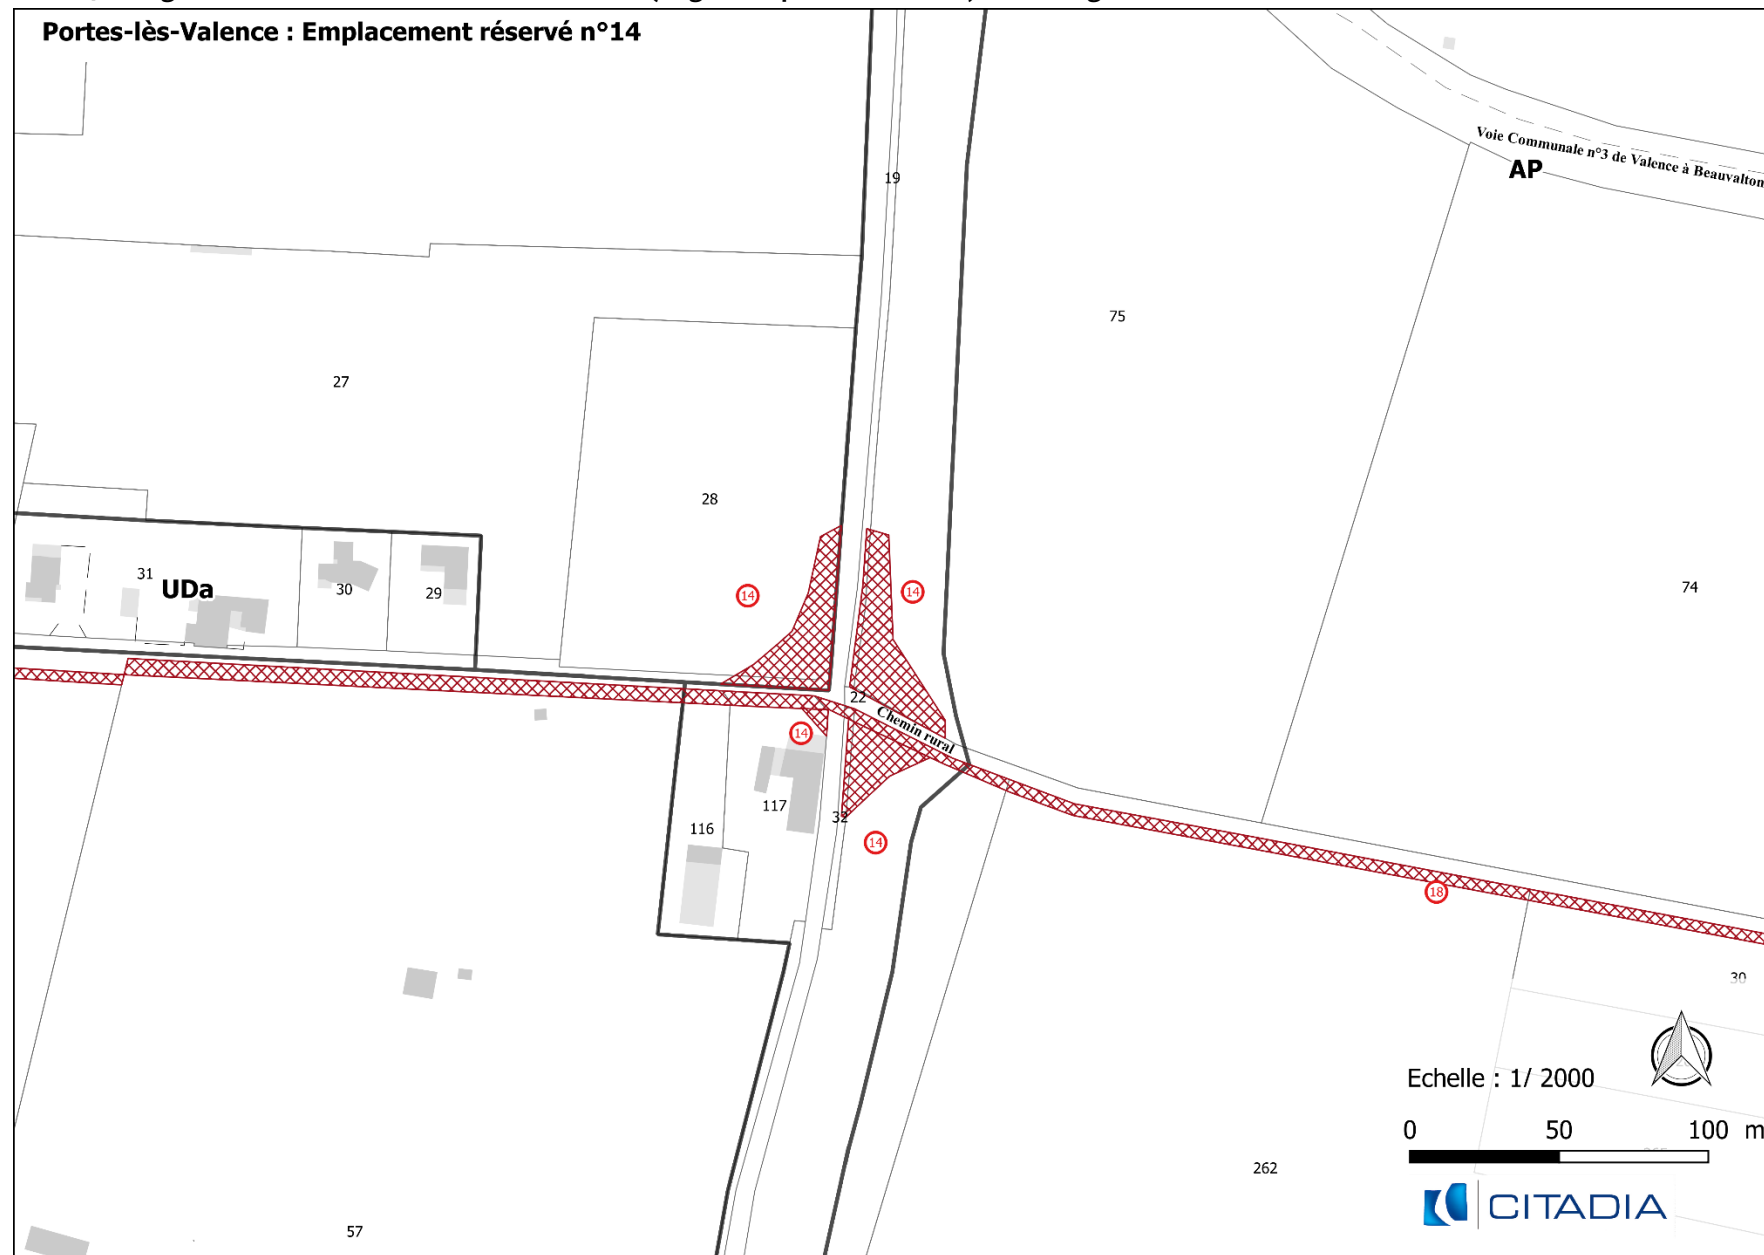 Portes-lès-Valence : Emplacement réservé n°14
Voie Communale n°3 de Valence à Beauvalton
AP
19
75
27
28
74
31
UDa
30
29
14
14
22
Chemin rural
14
117
32
116
14
18
30
Echelle : 1/ 2000
0 50 100 m
262
CITADIA
57